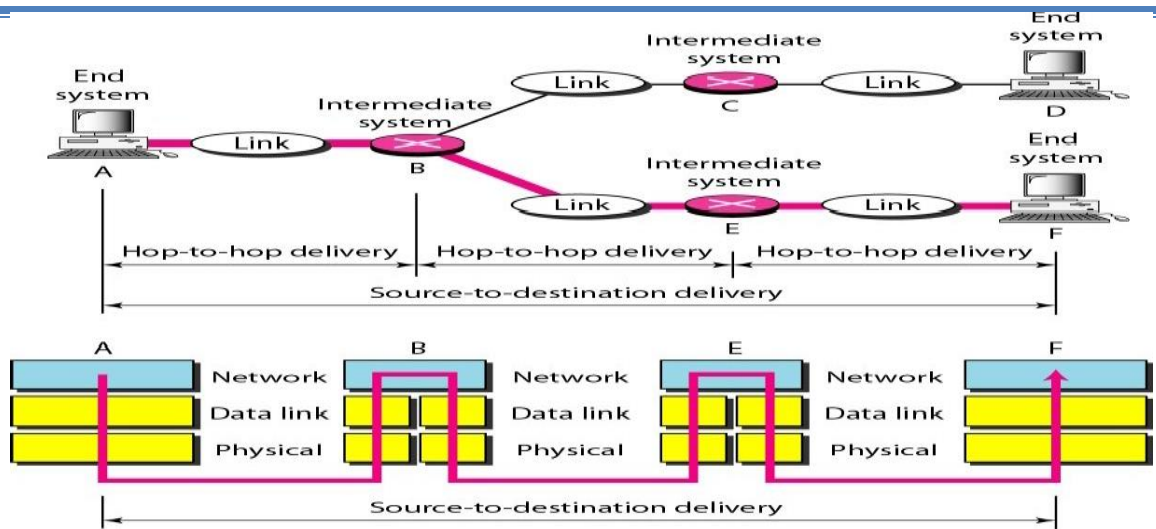 End
system
Intermediate
system
Link
C
Link
D
End
system
A
Link
Intermediate
system
B
End
system
Intermediate
system
Link
E
Link
F
Hop-to-hop delivery
Hop-to-hop delivery
Hop-to-hop delivery
Source-to-destination delivery
A
B
E
F
Network
Network
Network
Data link
Data link
Data link
Physical
Physical
Physical
Source-to-destination delivery